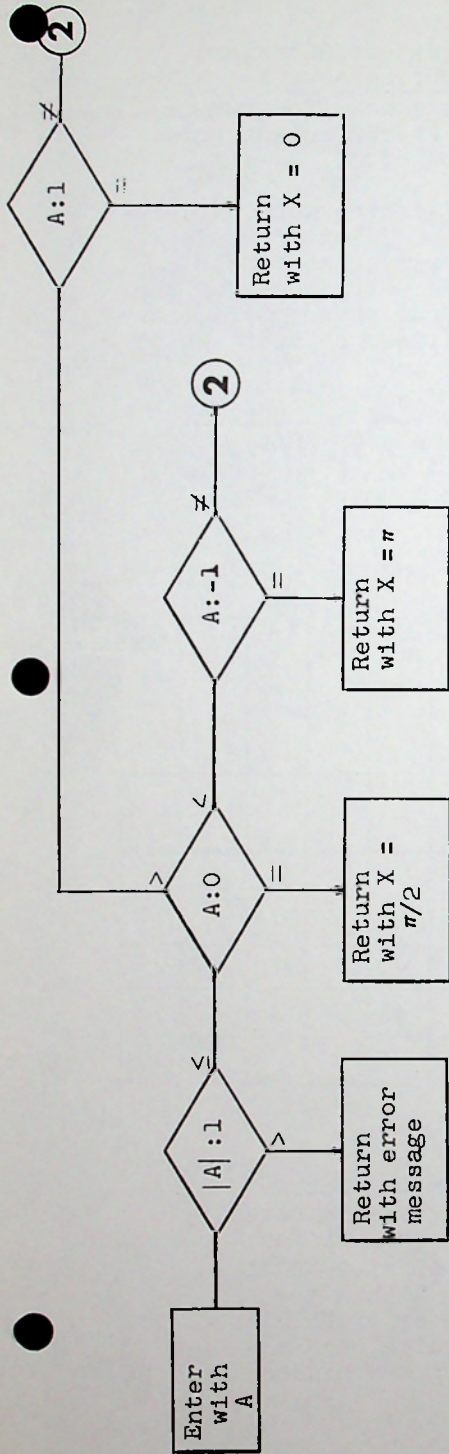 Enter
with
A
|A|:1
≤
>
Return
with error
message
A:0
>
<
=
Return
with X =
π/2
A:-1
≠
=
Return
with X = π
2
A:1
≠
=
Return
with X = 0
2